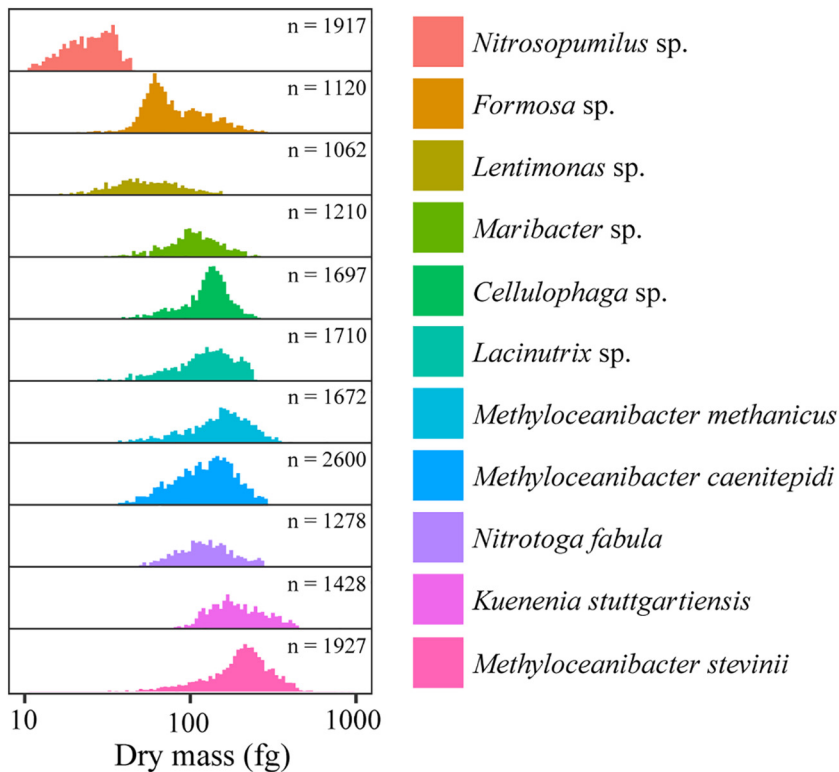 n = 1917
Nitrosopumilus sp.
n = 1120
Formosa sp.
n = 1062
Lentimonas sp.
n = 1210
Maribacter sp.
n = 1697
Cellulophaga sp.
n = 1710
Lacinutrix sp.
n = 1672
Methyloceanibacter methanicus
n = 2600
Methyloceanibacter caenitepidi
n = 1278
Nitrotoga fabula
n = 1428
Kuenenia stuttgartiensis
n = 1927
Methyloceanibacter stevinii
10 100 1000
Dry mass (fg)